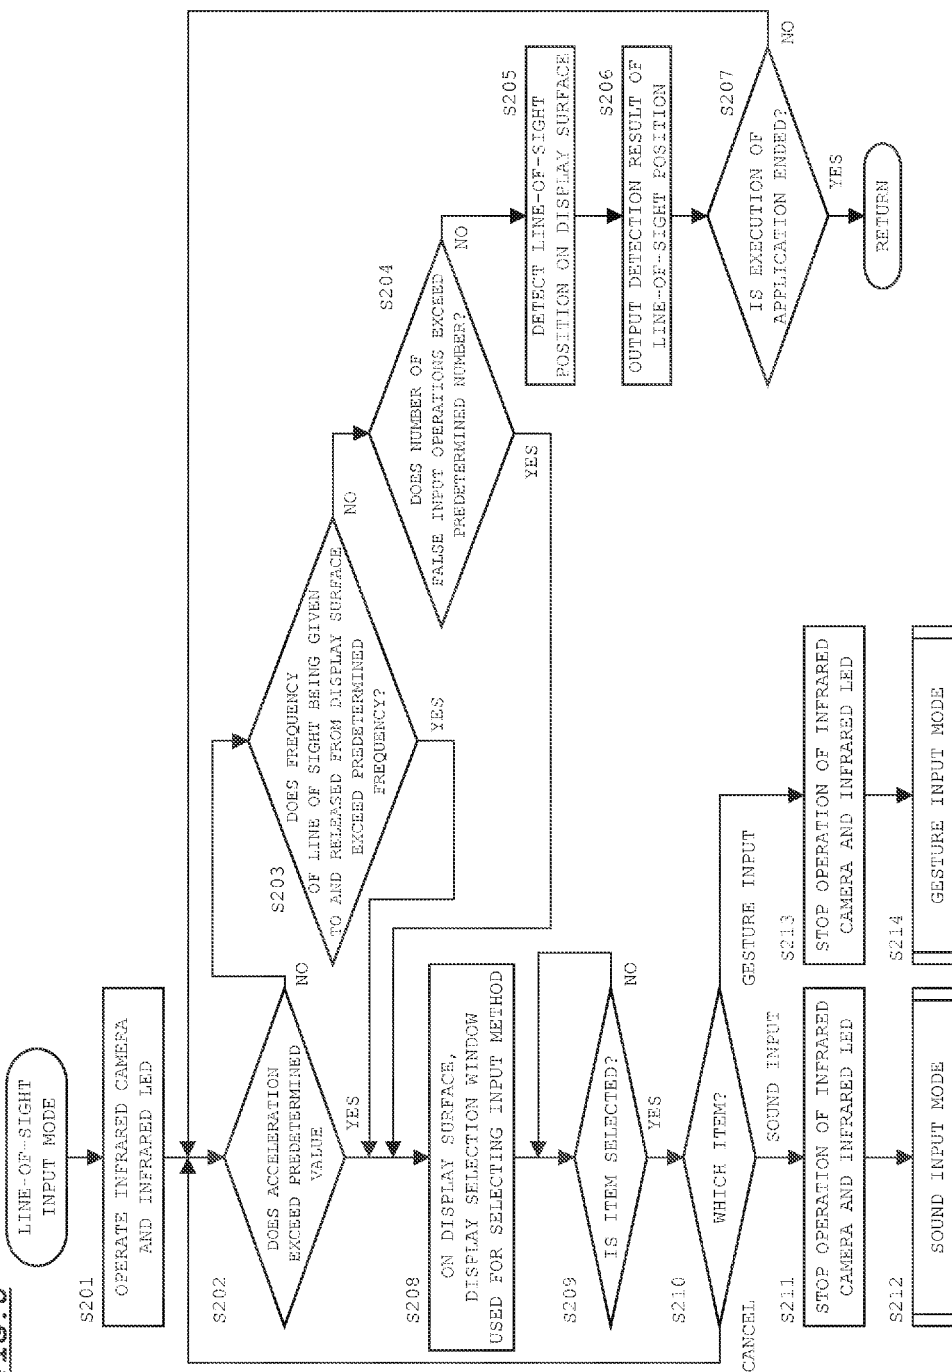 LINE-OF-SIGHT
INPUT MODE
S201
OPERATE INFRARED CAMERA
AND INFRARED LED
S202
DOES ACCELERATION
EXCEED PREDETERMINED
VALUE
NO
YES
S203
DOES FREQUENCY
OF LINE OF SIGHT BEING GIVEN
TO AND RELEASED FROM DISPLAY SURFACE
EXCEED PREDETERMINED
FREQUENCY?
NO
YES
S204
DOES NUMBER OF
FALSE INPUT OPERATIONS EXCEED
PREDETERMINED NUMBER?
NO
YES
S205
DETECT LINE-OF-SIGHT
POSITION ON DISPLAY SURFACE
S206
OUTPUT DETECTION RESULT OF
LINE-OF-SIGHT POSITION
S207
IS EXECUTION OF
APPLICATION ENDED?
NO
YES
RETURN
S208
ON DISPLAY SURFACE,
DISPLAY SELECTION WINDOW
USED FOR SELECTING INPUT METHOD
S209
IS ITEM SELECTED?
NO
YES
S210
WHICH ITEM?
CANCEL
SOUND INPUT
GESTURE INPUT
S211
STOP OPERATION OF INFRARED
CAMERA AND INFRARED LED
S212
SOUND INPUT MODE
S213
STOP OPERATION OF INFRARED
CAMERA AND INFRARED LED
S214
GESTURE INPUT MODE